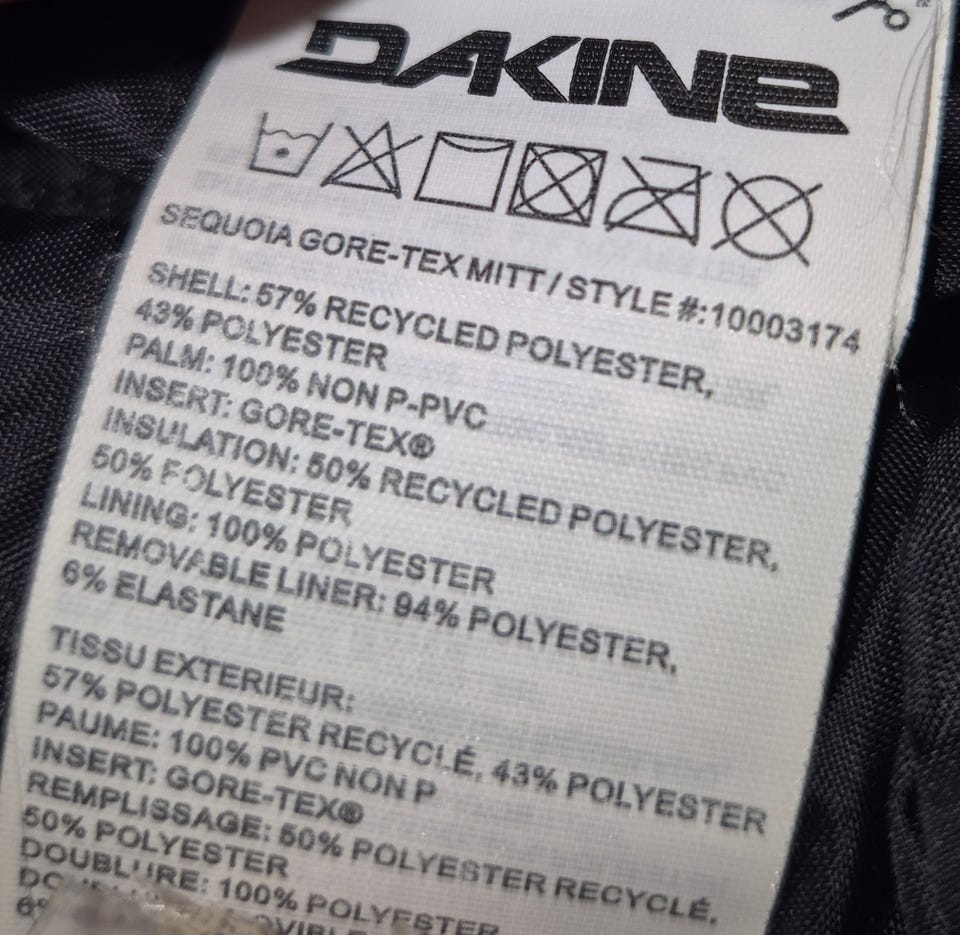 DAKINE
SEQUOIA GORE-TEX MITT / STYLE #:10003174
SHELL: 57% RECYCLED POLYESTER,
43% POLYESTER
PALM: 100% NON P-PVC
INSERT: GORE-TEX®
INSULATION: 50% RECYCLED POLYESTER,
50% POLYESTER
LINING: 100% POLYESTER
REMOVABLE LINER: 94% POLYESTER,
6% ELASTANE
TISSU EXTERIEUR:
57% POLYESTER RECYCLÉ, 43% POLYESTER
PAUME: 100% PVC NON P
INSERT: GORE-TEX®
REMPLISSAGE: 50% POLYESTER RECYCLÉ,
50% POLYESTER
DOUBLURE: 100% POLYESTER